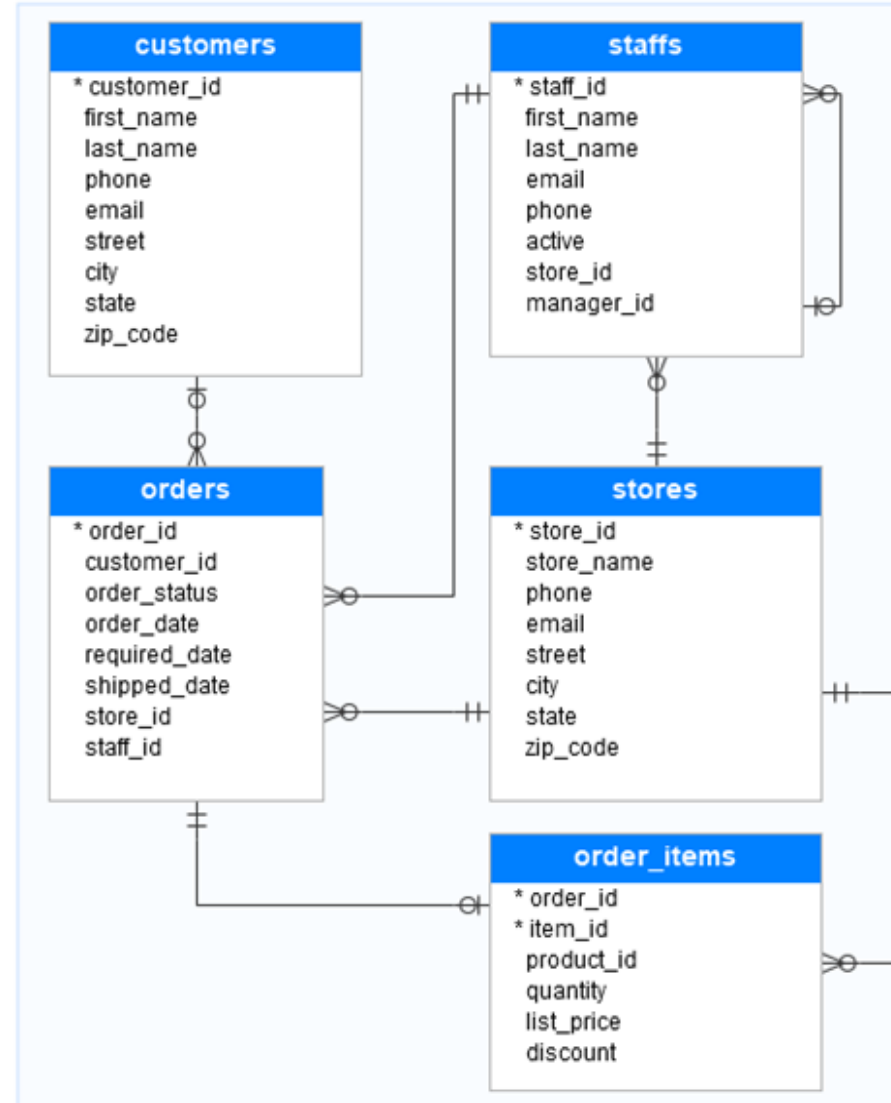 customers
* customer_id
first_name
last_name
phone
email
street
city
state
zip_code
staffs
* staff_id
first_name
last_name
email
phone
active
store_id
manager_id
orders
* order_id
customer_id
order_status
order_date
required_date
shipped_date
store_id
staff_id
stores
* store_id
store_name
phone
email
street
city
state
zip_code
order_items
* order_id
* item_id
product_id
quantity
list_price
discount